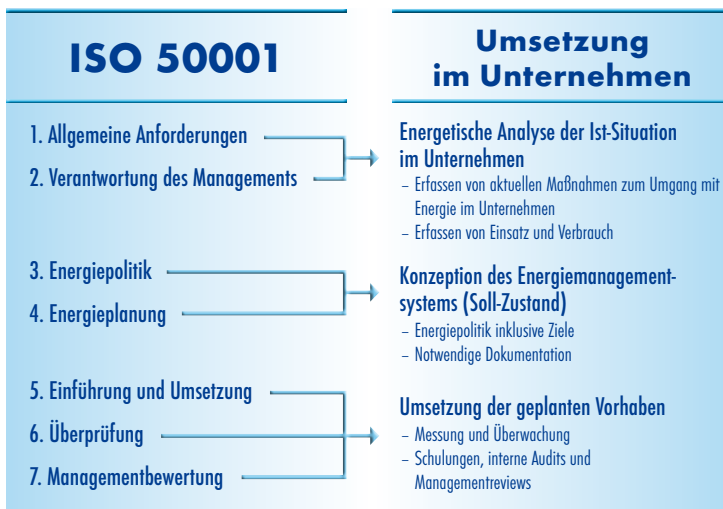 ISO 50001
1. Allgemeine Anforderungen
2. Verantwortung des Managements
3. Energiepolitik
4. Energieplanung
5. Einführung und Umsetzung
6. Überprüfung
7. Managementbewertung
Umsetzung
im Unternehmen
Energetische Analyse der Ist-Situation
im Unternehmen
– Erfassen von aktuellen Maßnahmen zum Umgang mit
Energie im Unternehmen
– Erfassen von Einsatz und Verbrauch
Konzeption des Energiemanagement-
systems (Soll-Zustand)
– Energiepolitik inklusive Ziele
– Notwendige Dokumentation
Umsetzung der geplanten Vorhaben
– Messung und Überwachung
– Schulungen, interne Audits und
Managementreviews